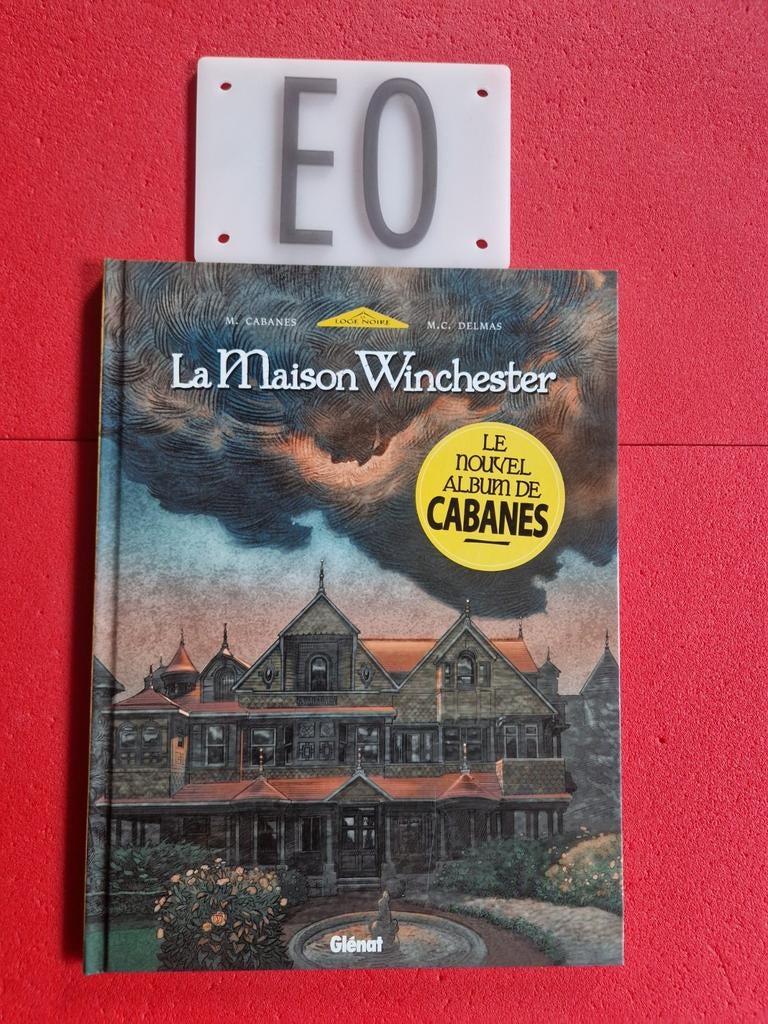 EO
M. CABANES
LOGE NOIRE
M.C. DELMAS
La Maison Winchester
LE
NOUVEL
ALBUM DE
CABANES
Glénat